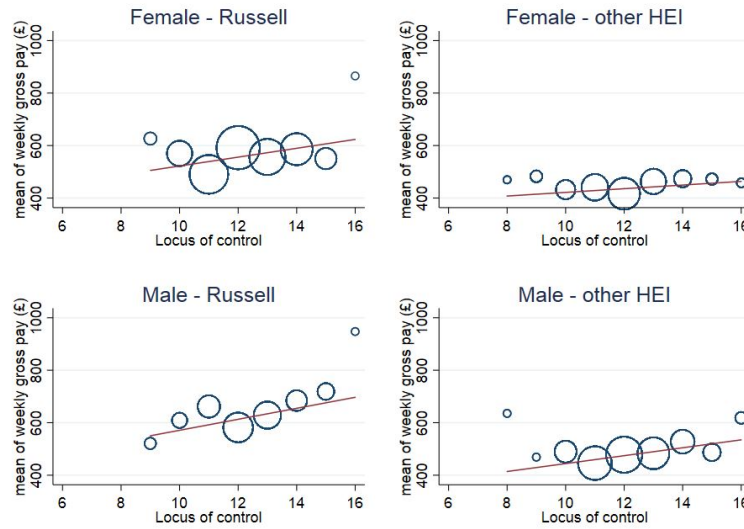 Female - Russell
Female - other HEI
mean of weekly gross pay (£)
1000
800
600
400
6 8 10 12 14 16
Locus of control
mean of weekly gross pay (£)
1000
800
600
400
6 8 10 12 14 16
Locus of control
Male - Russell
Male - other HEI
mean of weekly gross pay (£)
1000
800
600
400
6 8 10 12 14 16
Locus of control
mean of weekly gross pay (£)
1000
800
600
400
6 8 10 12 14 16
Locus of control